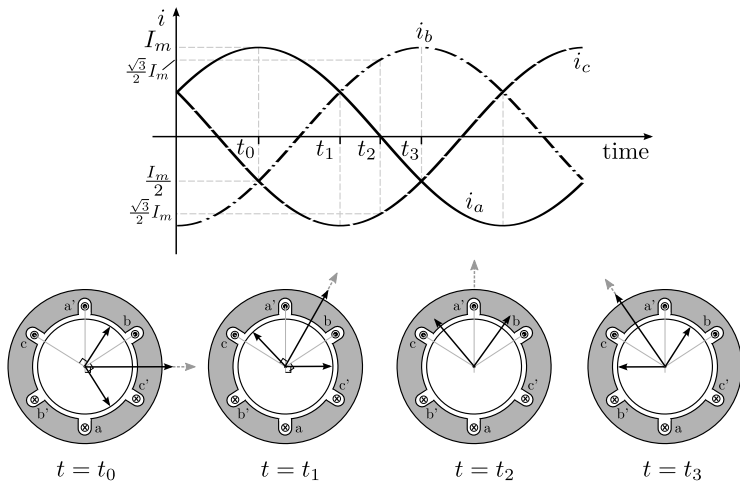 i
I_m
√3/2 I_m
i_b
i_c
t_0
t_1
t_2
t_3
time
I_m/2
√3/2 I_m
i_a
a'
b
c
c'
b'
a
t = t_0
a'
b
c
c'
b'
a
t = t_1
a'
b
c
c'
b'
a
t = t_2
a'
b
c
c'
b'
a
t = t_3